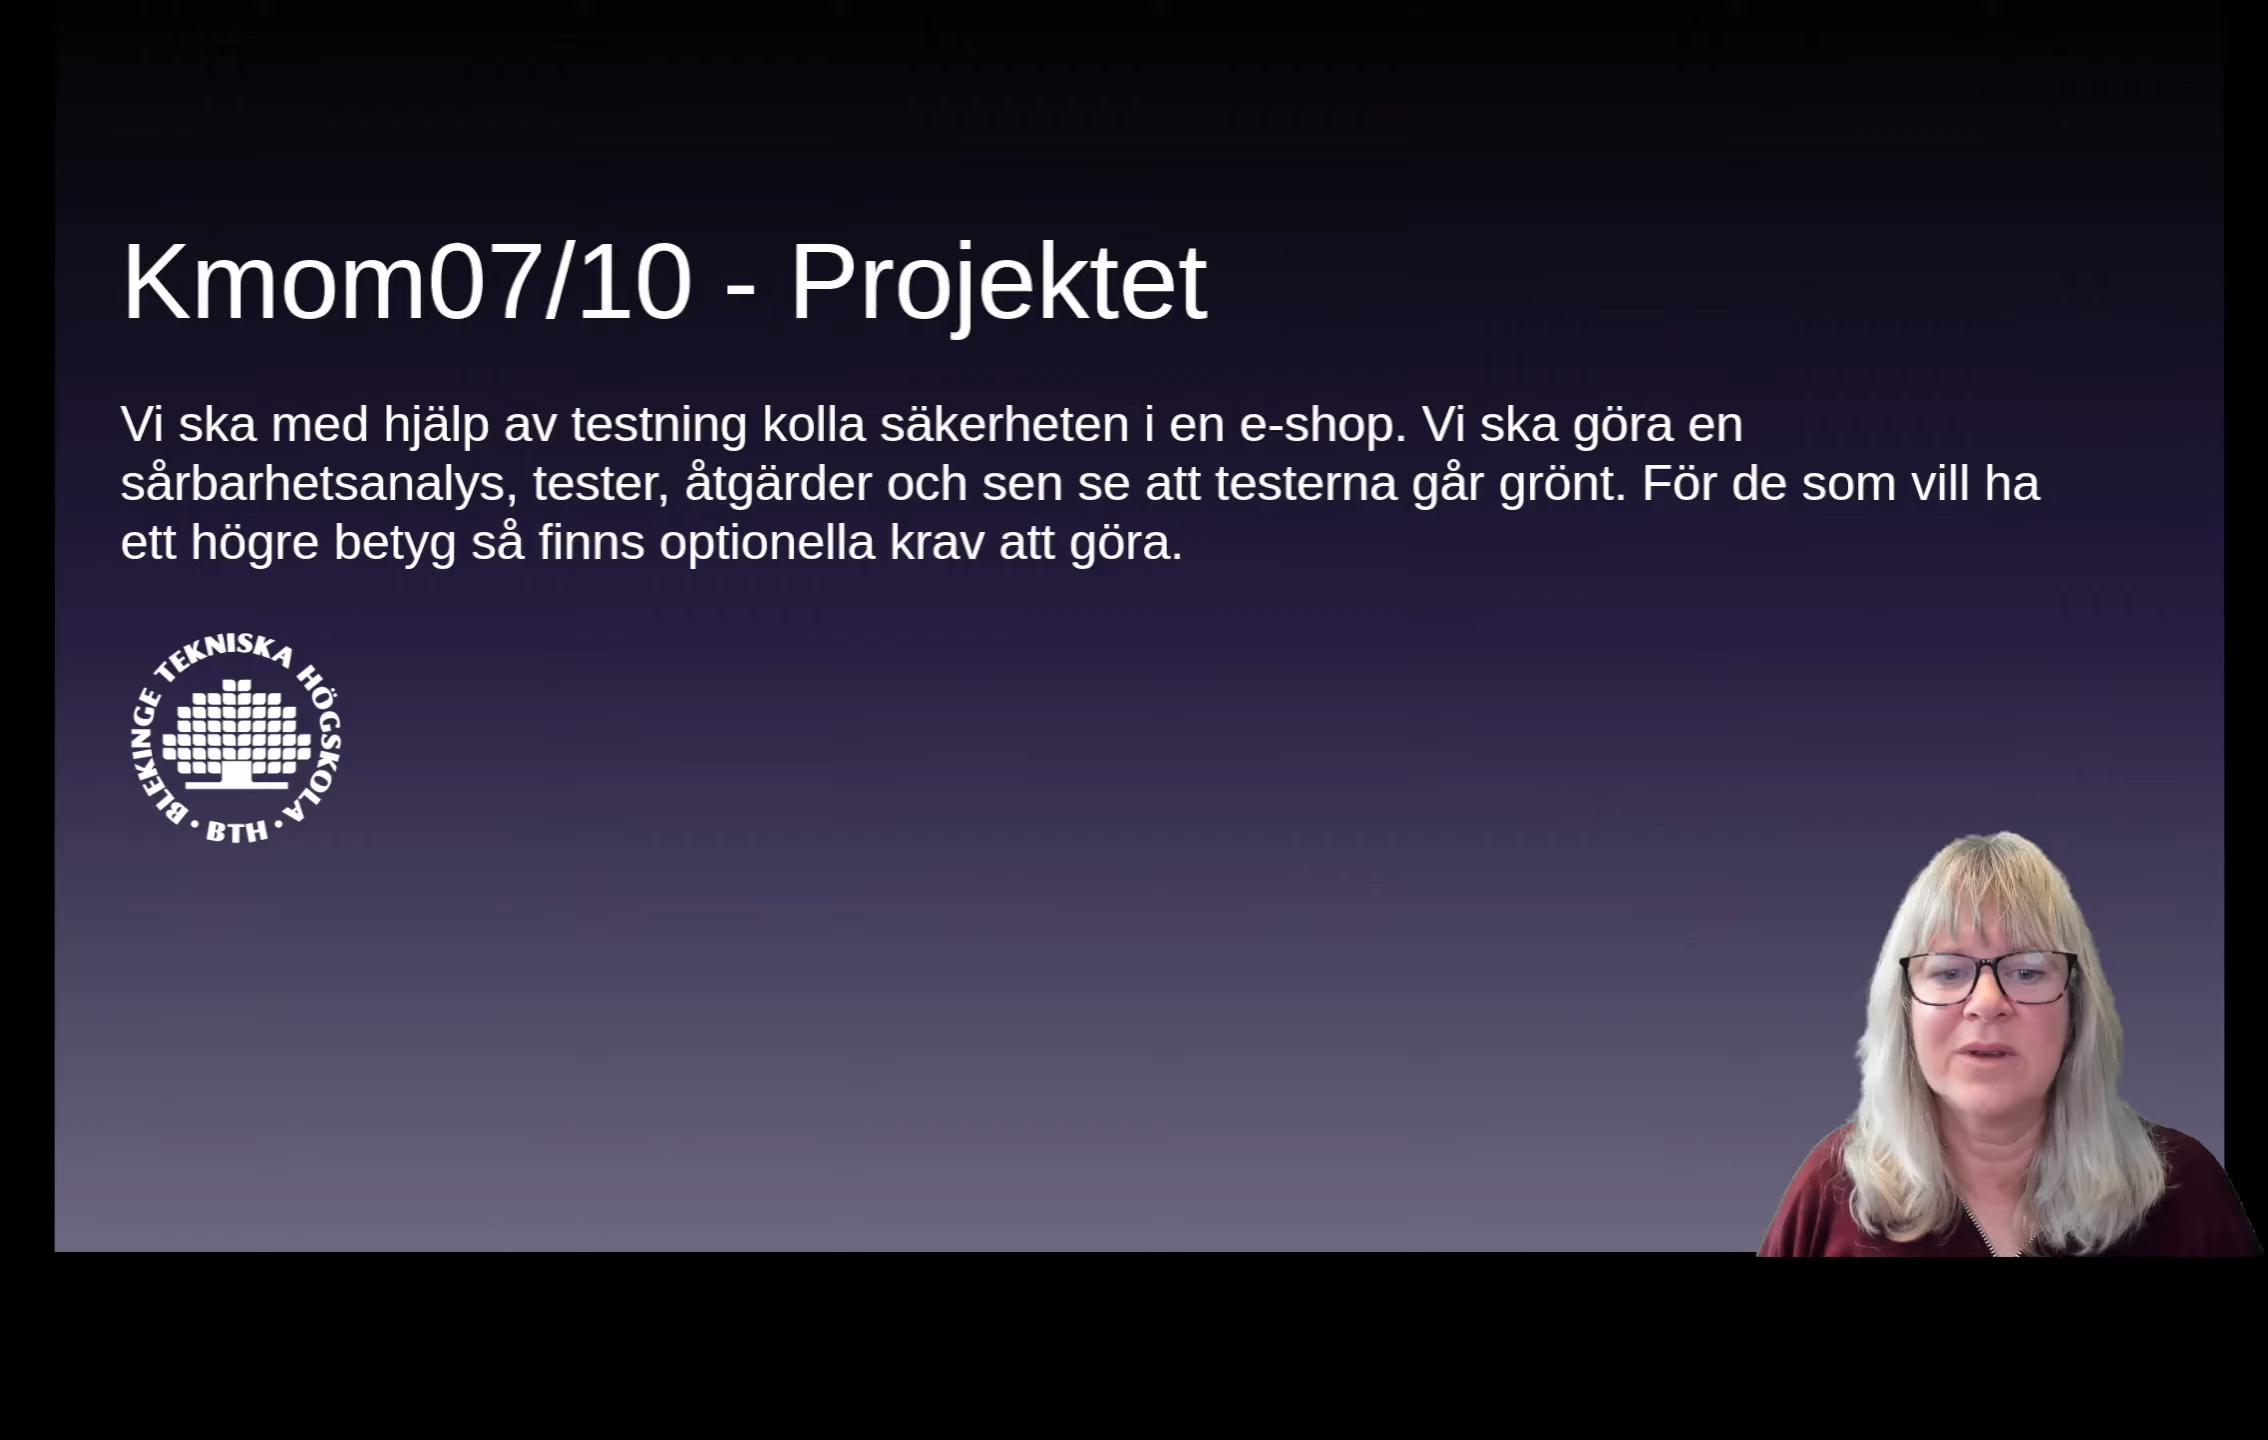 Kmom07/10 - Projektet
Vi ska med hjälp av testning kolla säkerheten i en e-shop. Vi ska göra en
sårbarhetsanalys, tester, åtgärder och sen se att testerna går grönt. För de som vill ha
ett högre betyg så finns optionella krav att göra.
BLEKINGE TEKNISKA HÖGSKOLA
· BTH ·